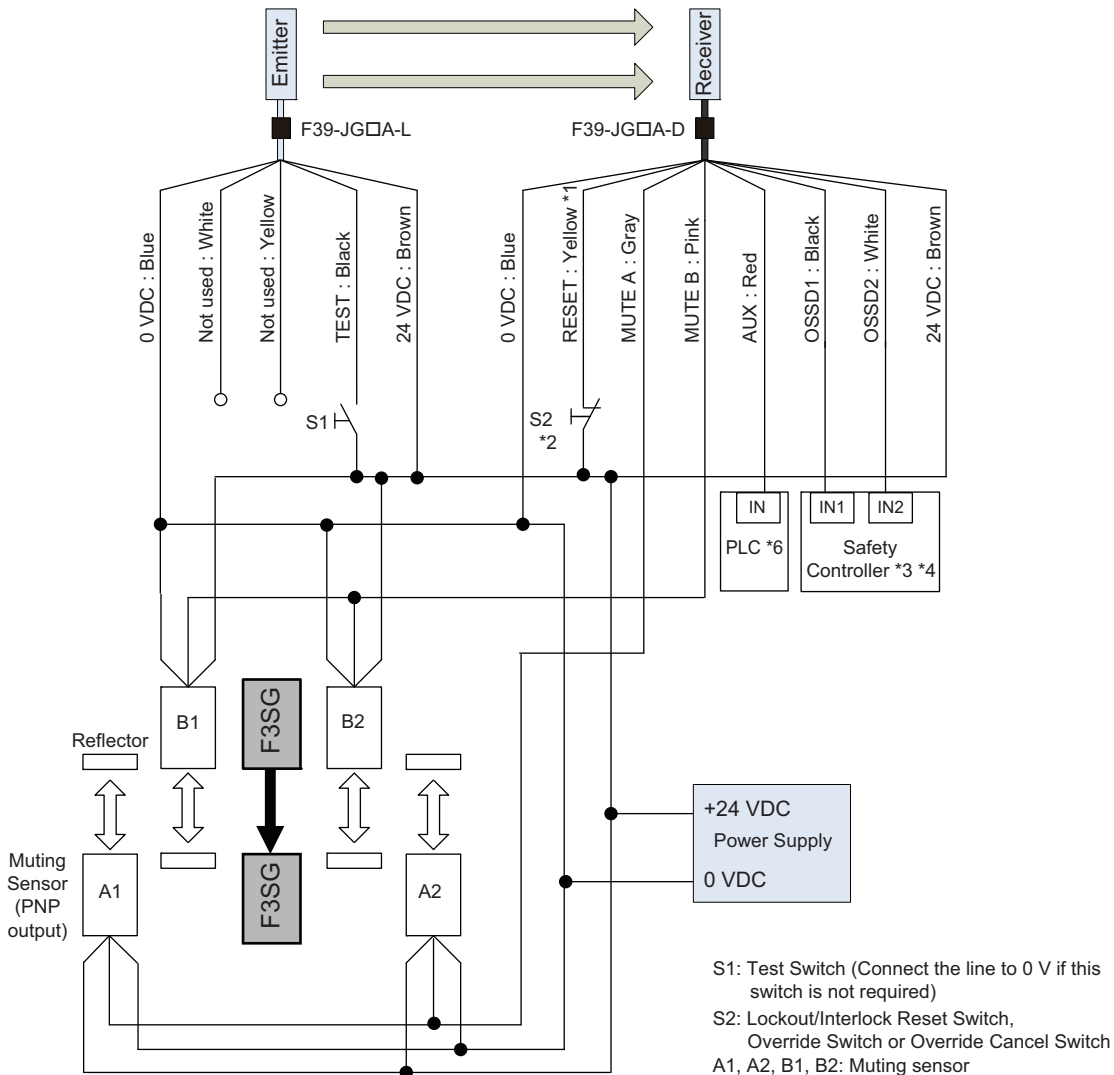 Emitter
Receiver
F39-JG□A-L
F39-JG□A-D
0 VDC : Blue
Not used : White
Not used : Yellow
TEST : Black
24 VDC : Brown
0 VDC : Blue
RESET : Yellow *1
MUTE A : Gray
MUTE B : Pink
AUX : Red
OSSD1 : Black
OSSD2 : White
24 VDC : Brown
S1
S2
*2
IN
IN1
IN2
PLC *6
Safety
Controller *3 *4
B1
F3SG
B2
Reflector
Muting
Sensor
(PNP
output)
A1
F3SG
A2
+24 VDC
Power Supply
0 VDC
S1: Test Switch (Connect the line to 0 V if this
switch is not required)
S2: Lockout/Interlock Reset Switch,
Override Switch or Override Cancel Switch
A1, A2, B1, B2: Muting sensor